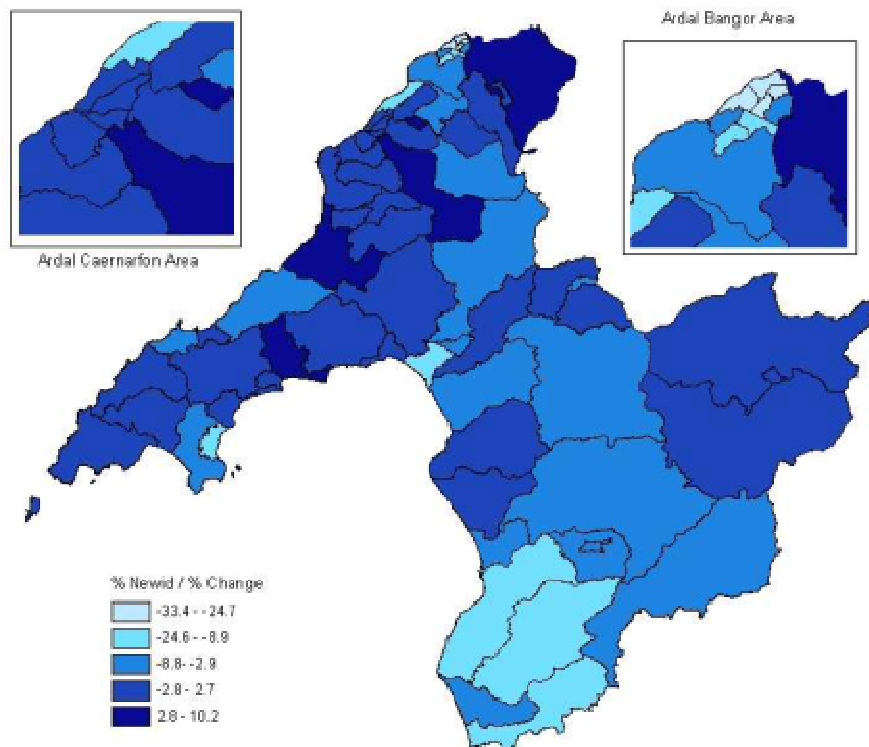 Ardal Bangor Area
Ardal Caernarfon Area
% Newid / % Change
-33.4 - -24.7
-24.6 - -8.9
-8.8 - -2.9
-2.8 - 2.7
2.8 - 10.2